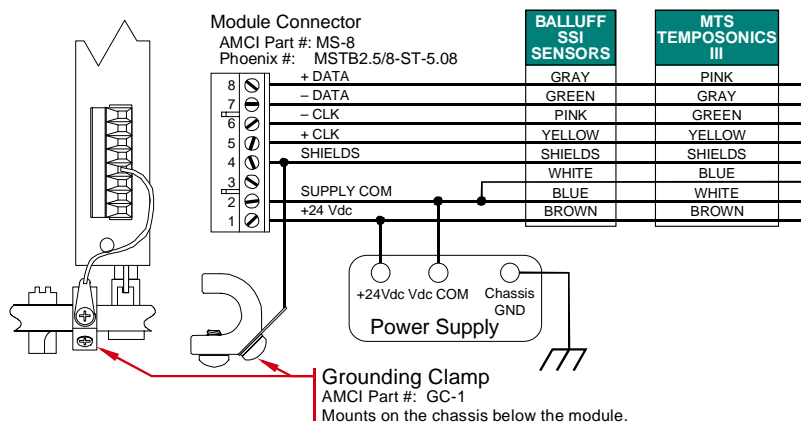 Module Connector
AMCI Part #: MS-8
Phoenix #: MSTB2.5/8-ST-5.08
BALLUFF
SSI
SENSORS
MTS
TEMPOSONICS
III
8 + DATA GRAY PINK
7 – DATA GREEN GRAY
6 – CLK PINK GREEN
5 + CLK YELLOW YELLOW
4 SHIELDS SHIELDS SHIELDS
3 WHITE BLUE
2 SUPPLY COM BLUE WHITE
1 +24 Vdc BROWN BROWN
+24Vdc Vdc COM Chassis
GND
Power Supply
Grounding Clamp
AMCI Part #: GC-1
Mounts on the chassis below the module.